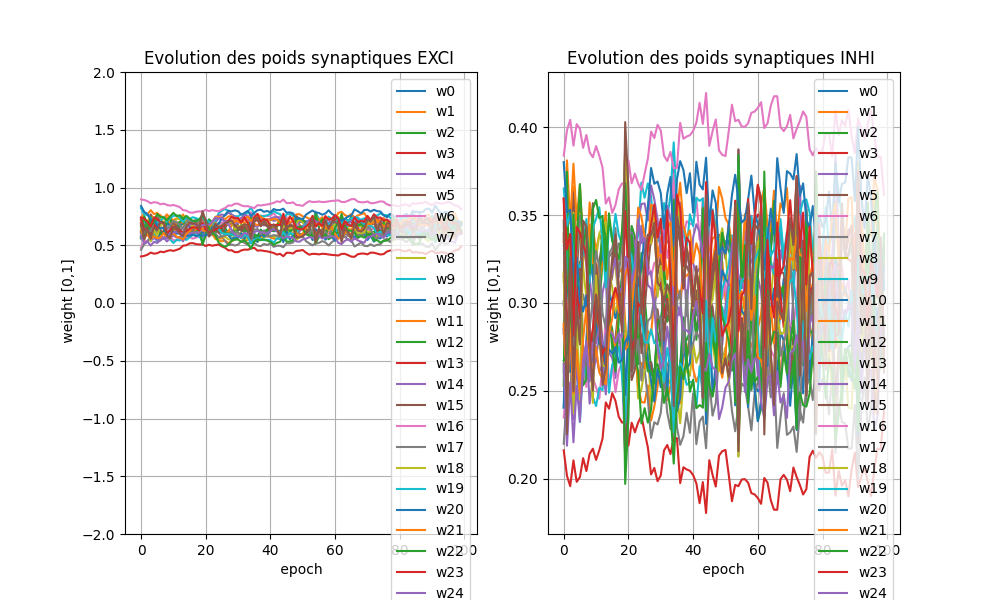 Evolution des poids synaptiques EXCI
weight [0,1]
2.0
1.5
1.0
0.5
0.0
−0.5
−1.0
−1.5
−2.0
0
20
40
60
80
100
epoch
w0
w1
w2
w3
w4
w5
w6
w7
w8
w9
w10
w11
w12
w13
w14
w15
w16
w17
w18
w19
w20
w21
w22
w23
w24
Evolution des poids synaptiques INHI
weight [0,1]
0.40
0.35
0.30
0.25
0.20
0
20
40
60
80
100
epoch
w0
w1
w2
w3
w4
w5
w6
w7
w8
w9
w10
w11
w12
w13
w14
w15
w16
w17
w18
w19
w20
w21
w22
w23
w24